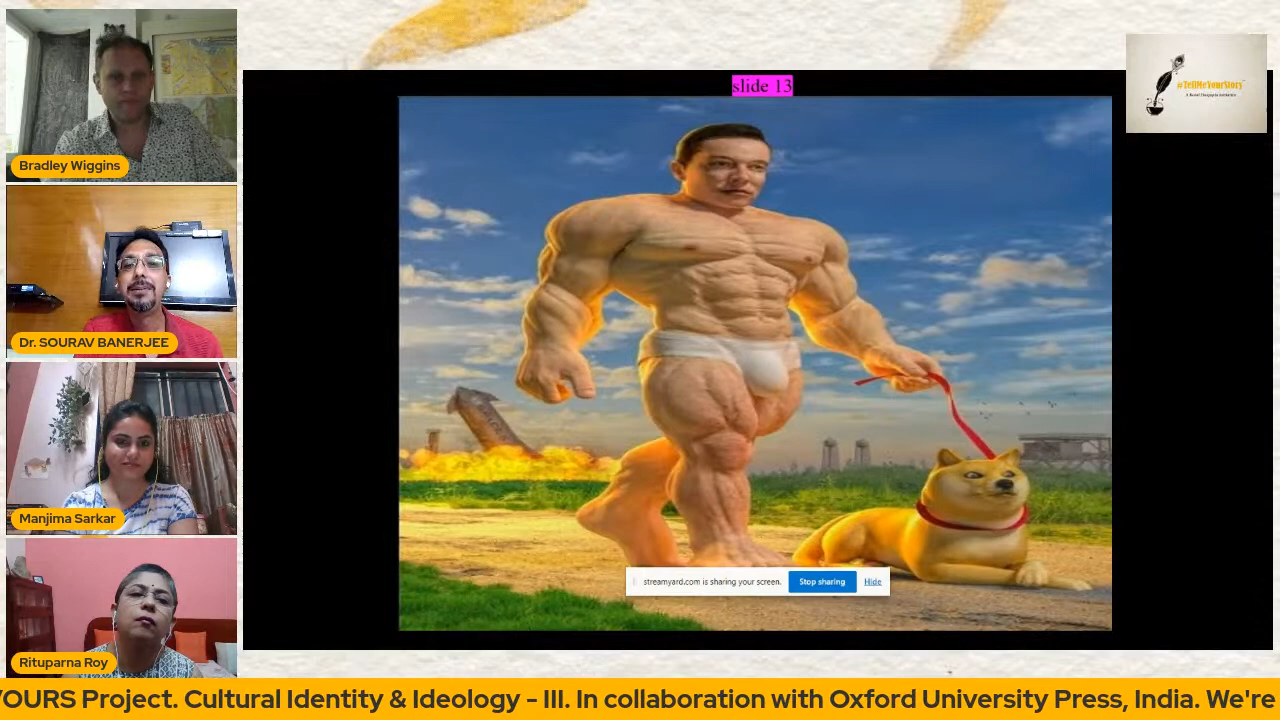 slide 13
#TellMeYourStory
Bradley Wiggins
Dr. SOURAV BANERJEE
Manjima Sarkar
streamyard.com is sharing your screen. Stop sharing Hide
Rituparna Roy
YOURS Project. Cultural Identity & Ideology - III. In collaboration with Oxford University Press, India. We're